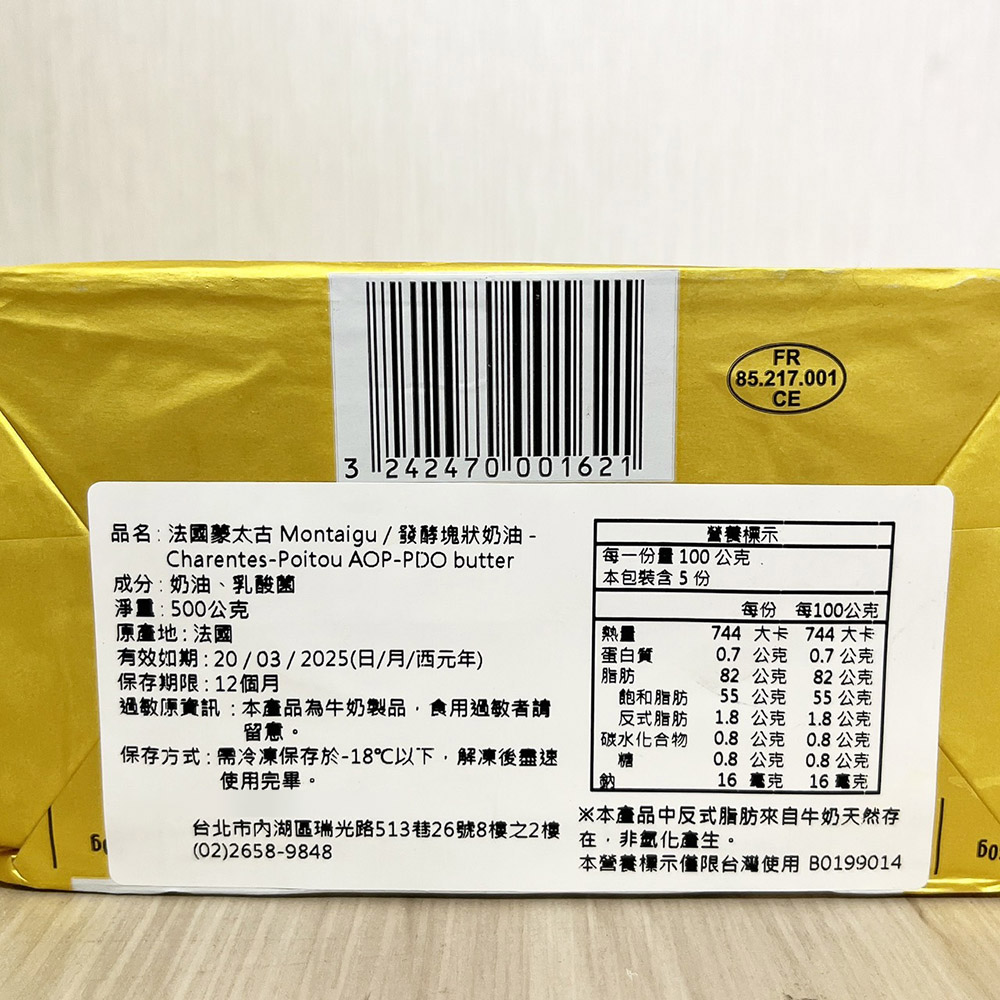 FR
85.217.001
CE
3 242470 001621
品名：法國蒙太古 Montaigu / 發酵塊狀奶油 -
Charentes-Poitou AOP-PDO butter
成分：奶油、乳酸菌
淨重：500公克
原產地：法國
有效如期：20 / 03 / 2025(日/月/西元年)
保存期限：12個月
過敏原資訊：本產品為牛奶製品，食用過敏者請
留意。
保存方式：需冷凍保存於-18℃以下，解凍後盡速
使用完畢。
台北市內湖區瑞光路513巷26號8樓之2樓
(02)2658-9848
營養標示
每一份量 100 公克
本包裝含 5 份
每份 每100公克
熱量 744 大卡 744 大卡
蛋白質 0.7 公克 0.7 公克
脂肪 82 公克 82 公克
飽和脂肪 55 公克 55 公克
反式脂肪 1.8 公克 1.8 公克
碳水化合物 0.8 公克 0.8 公克
糖 0.8 公克 0.8 公克
鈉 16 毫克 16 毫克
※本產品中反式脂肪來自牛奶天然存
在，非氫化產生。
本營養標示僅限台灣使用 B0199014